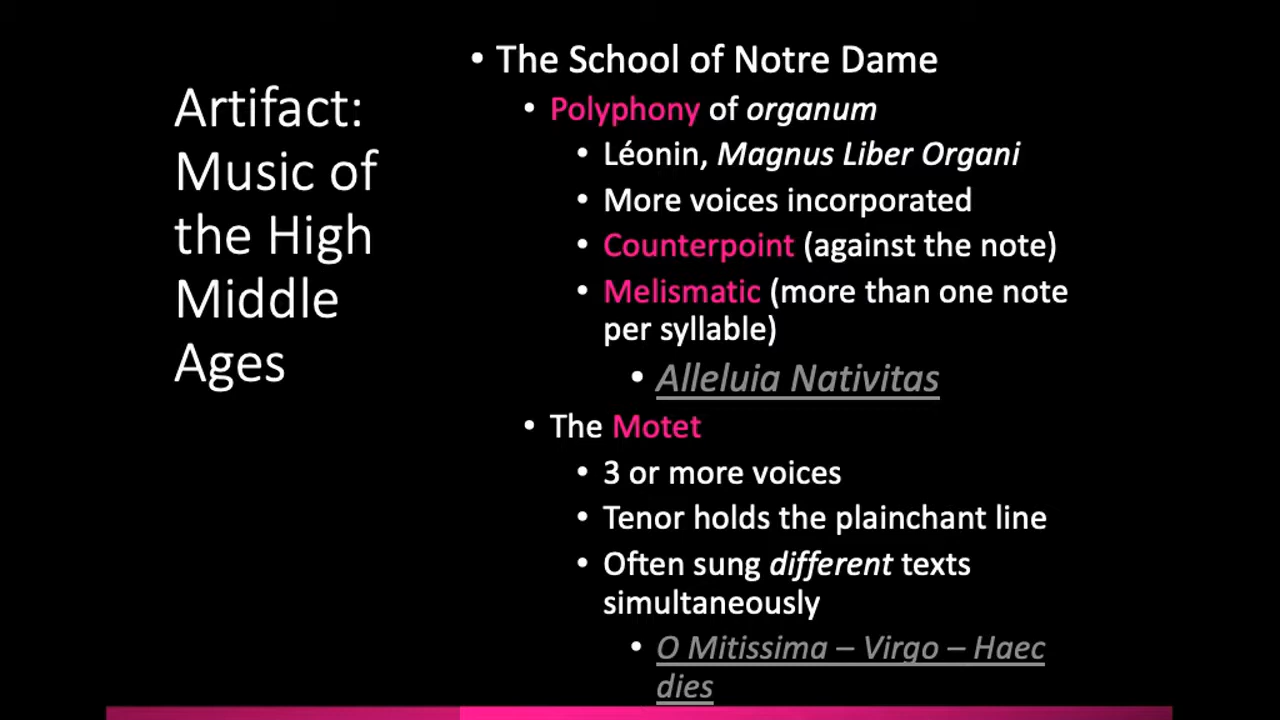 Artifact:
Music of
the High
Middle
Ages
• The School of Notre Dame
• Polyphony of organum
• Léonin, Magnus Liber Organi
• More voices incorporated
• Counterpoint (against the note)
• Melismatic (more than one note
per syllable)
• Alleluia Nativitas
• The Motet
• 3 or more voices
• Tenor holds the plainchant line
• Often sung different texts
simultaneously
• O Mitissima – Virgo – Haec
dies